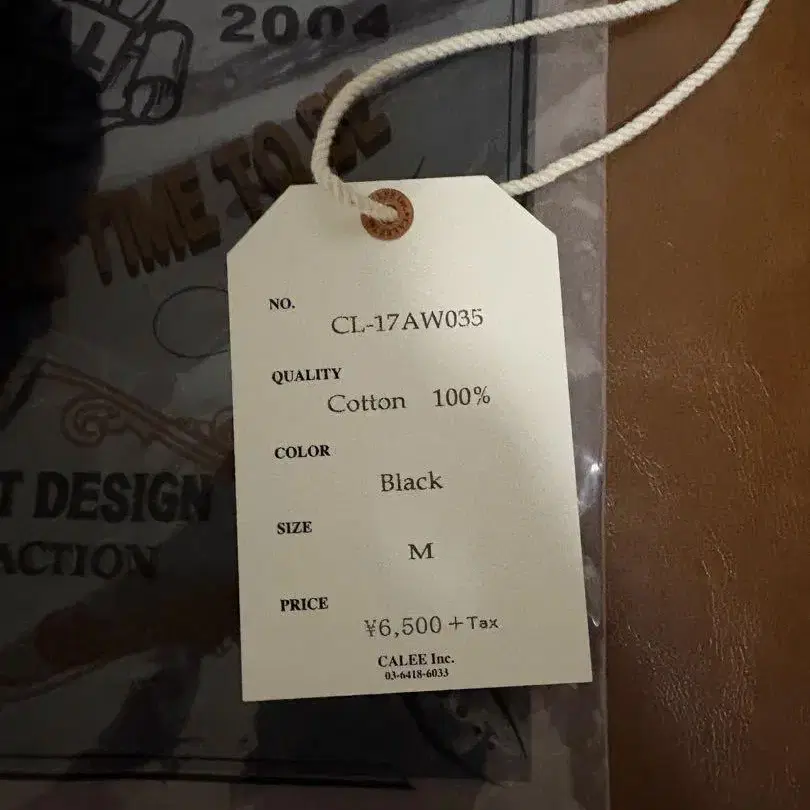 2004
TIME TO BE
NO.
CL-17AW035
QUALITY
Cotton 100%
COLOR
Black
T DESIGN
SIZE
M
ACTION
PRICE
¥6,500+Tax
CALEE Inc.
03-6418-6033